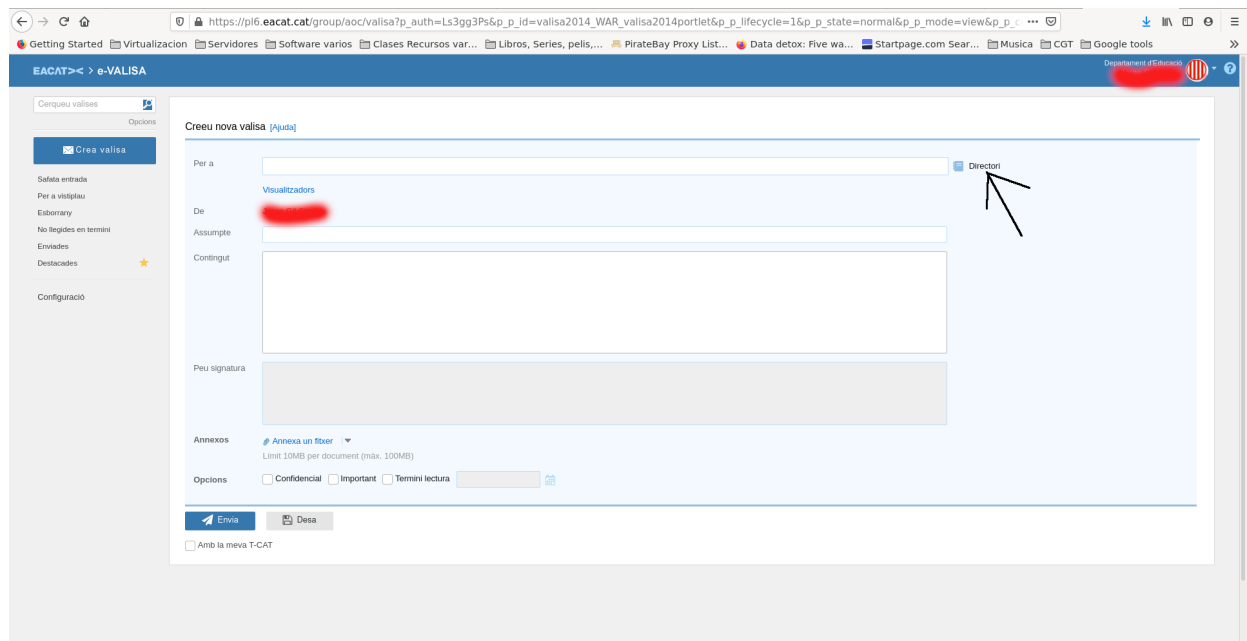 https://pl6.eacat.cat/group/aoc/valisa?p_auth=Ls3gg3Ps&p_p_id=valisa2014_WAR_valisa2014portlet&p_p_lifecycle=1&p_p_state=normal&p_p_mode=view&p_p_
Getting Started Virtualizacion Servidores Software varios Clases Recursos var... Libros, Series, pelis,... PirateBay Proxy List... Data detox: Five wa... Startpage.com Sear... Musica CGT Google tools
EACAT >< > e-VALISA
Departament d'Educació
Cerqueu valises
Opcions
Crea valisa
Safata entrada
Per a vistiplau
Esborrany
No llegides en termini
Enviades
Destacades
Configuració
Creeu nova valisa [Ajuda]
Per a Directori
Visualitzadors
De
Assumpte
Contingut
Peu signatura
Annexos Annexa un fitxer
Limit 10MB per document (màx. 100MB)
Opcions Confidencial Important Termini lectura
Envia Desa
Amb la meva T-CAT